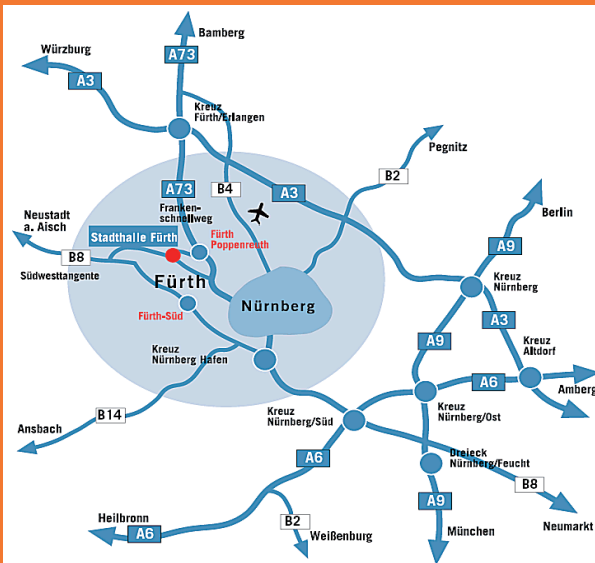 Bamberg
Würzburg
A73
A3
Kreuz
Fürth/Erlangen
Pegnitz
B2
A73
B4
A3
Franken-
schnellweg
Neustadt
a. Aisch
Stadthalle Fürth
Fürth
Poppenreuth
Berlin
A9
B8
Südwesttangente
Fürth
Kreuz
Nürnberg
Nürnberg
Fürth-Süd
A3
Kreuz
Altdorf
A9
Kreuz
Nürnberg Hafen
A6
Amberg
B14
Kreuz
Nürnberg/Ost
Kreuz
Nürnberg/Süd
Ansbach
A6
Dreieck
Nürnberg/Feucht
B8
A9
Heilbronn
B2
A6
Weißenburg
München
Neumarkt